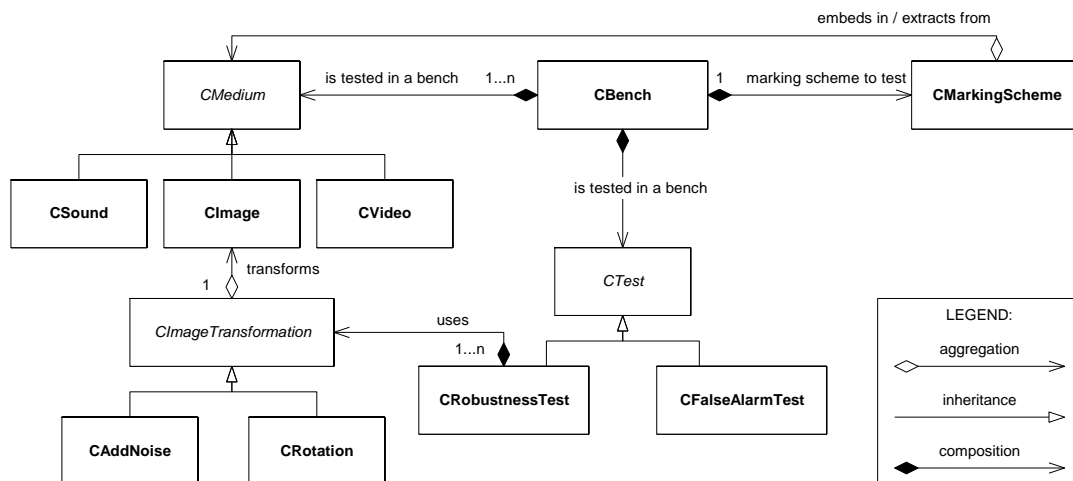 embeds in / extracts from
is tested in a bench
1...n
1
marking scheme to test
CMedium
CBench
CMarkingScheme
is tested in a bench
CSound
CImage
CVideo
transforms
1
CTest
CImageTransformation
uses
1...n
LEGEND:
aggregation
inheritance
composition
CRobustnessTest
CFalseAlarmTest
CAddNoise
CRotation